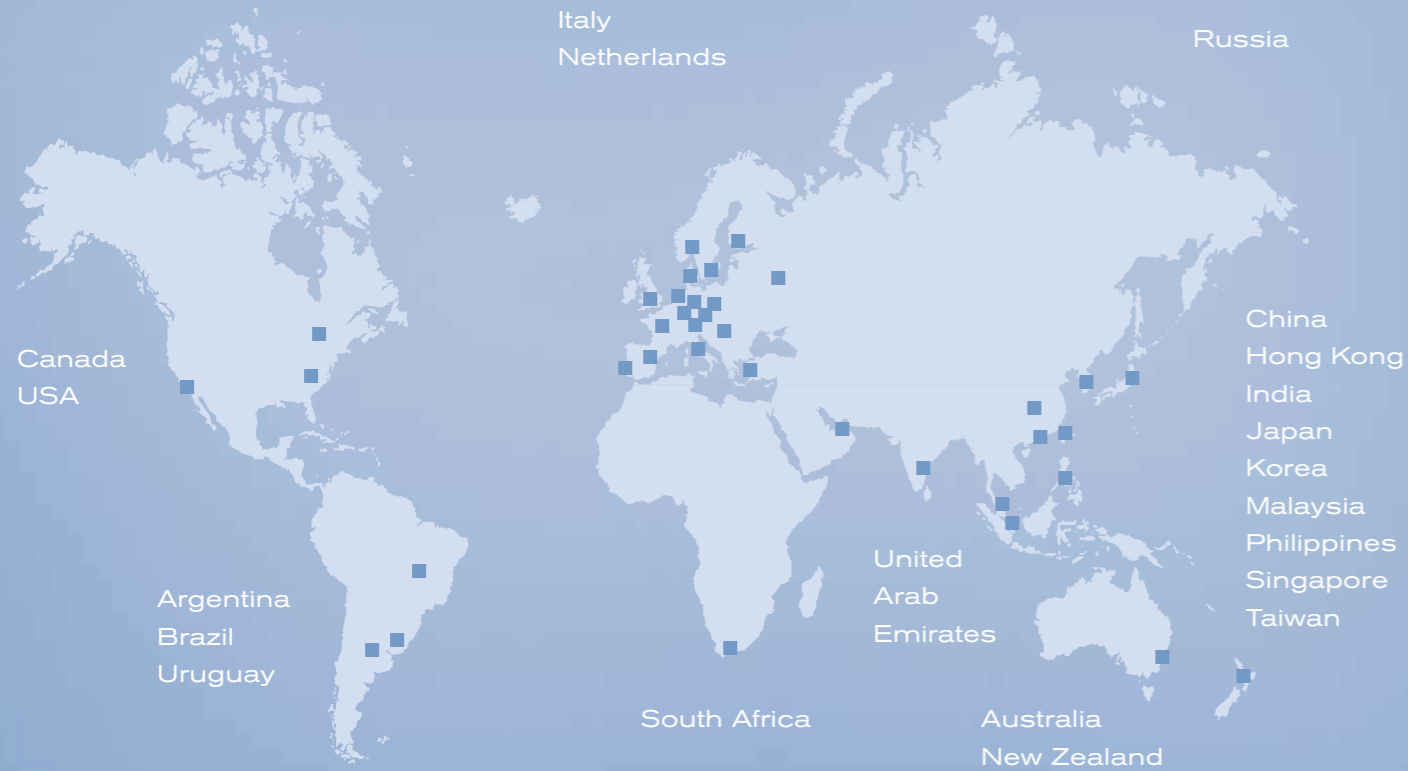 Italy
Netherlands
Russia
Canada
USA
China
Hong Kong
India
Japan
Korea
Malaysia
Philippines
Singapore
Taiwan
Argentina
Brazil
Uruguay
United
Arab
Emirates
South Africa
Australia
New Zealand